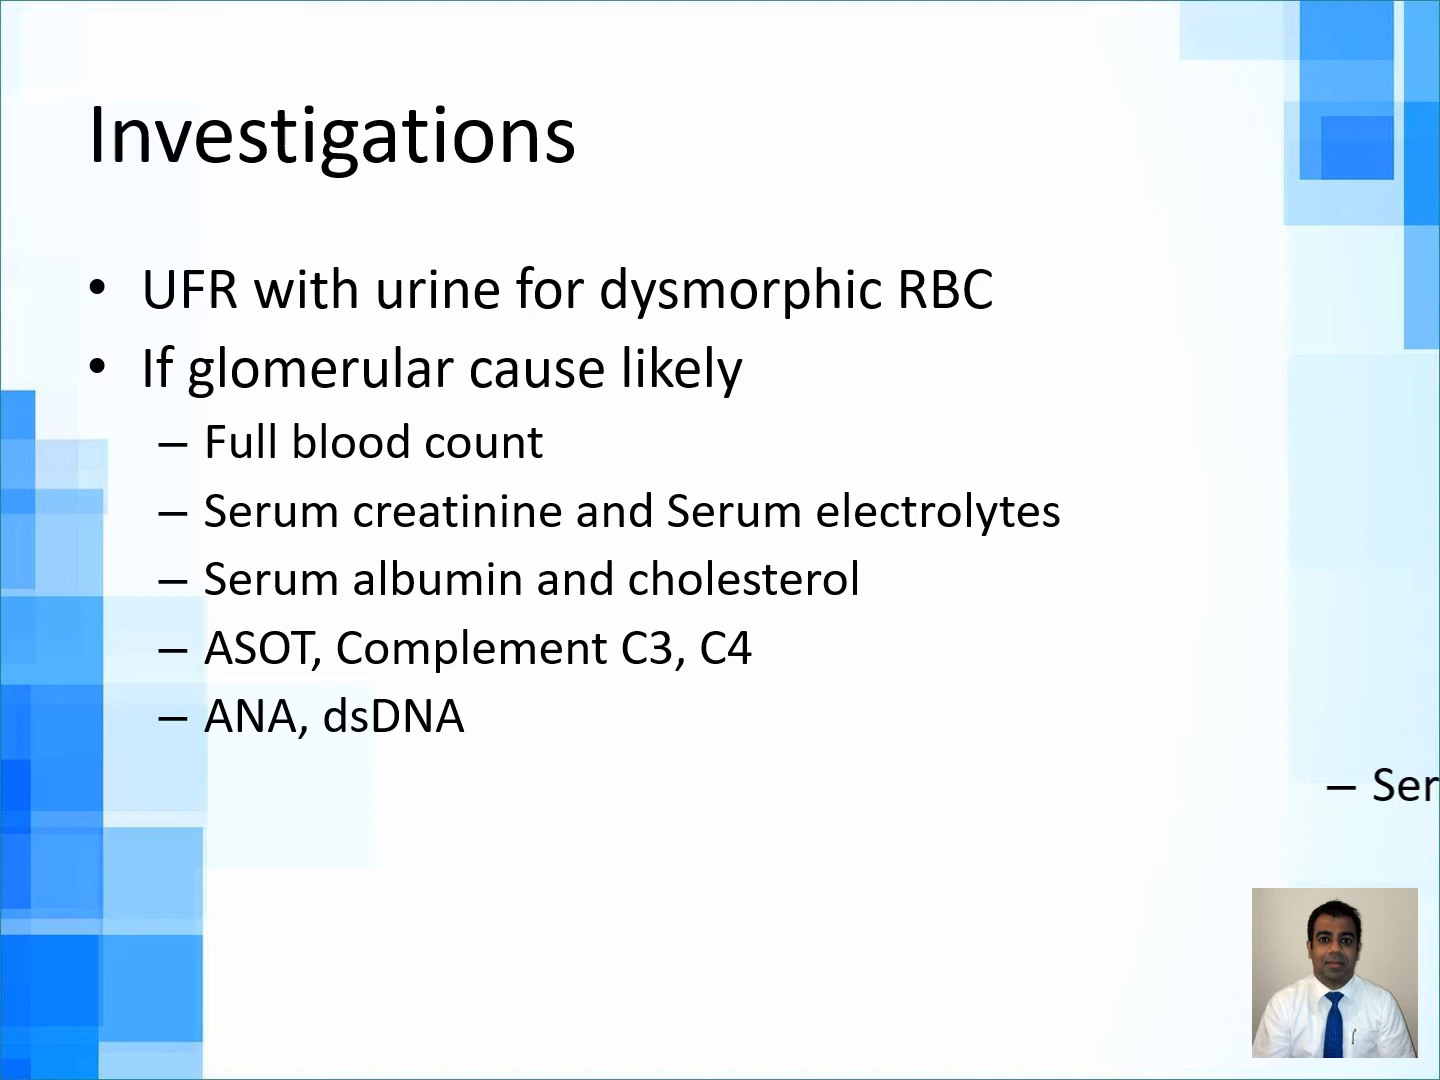 Investigations
• UFR with urine for dysmorphic RBC
• If glomerular cause likely
– Full blood count
– Serum creatinine and Serum electrolytes
– Serum albumin and cholesterol
– ASOT, Complement C3, C4
– ANA, dsDNA
– Ser